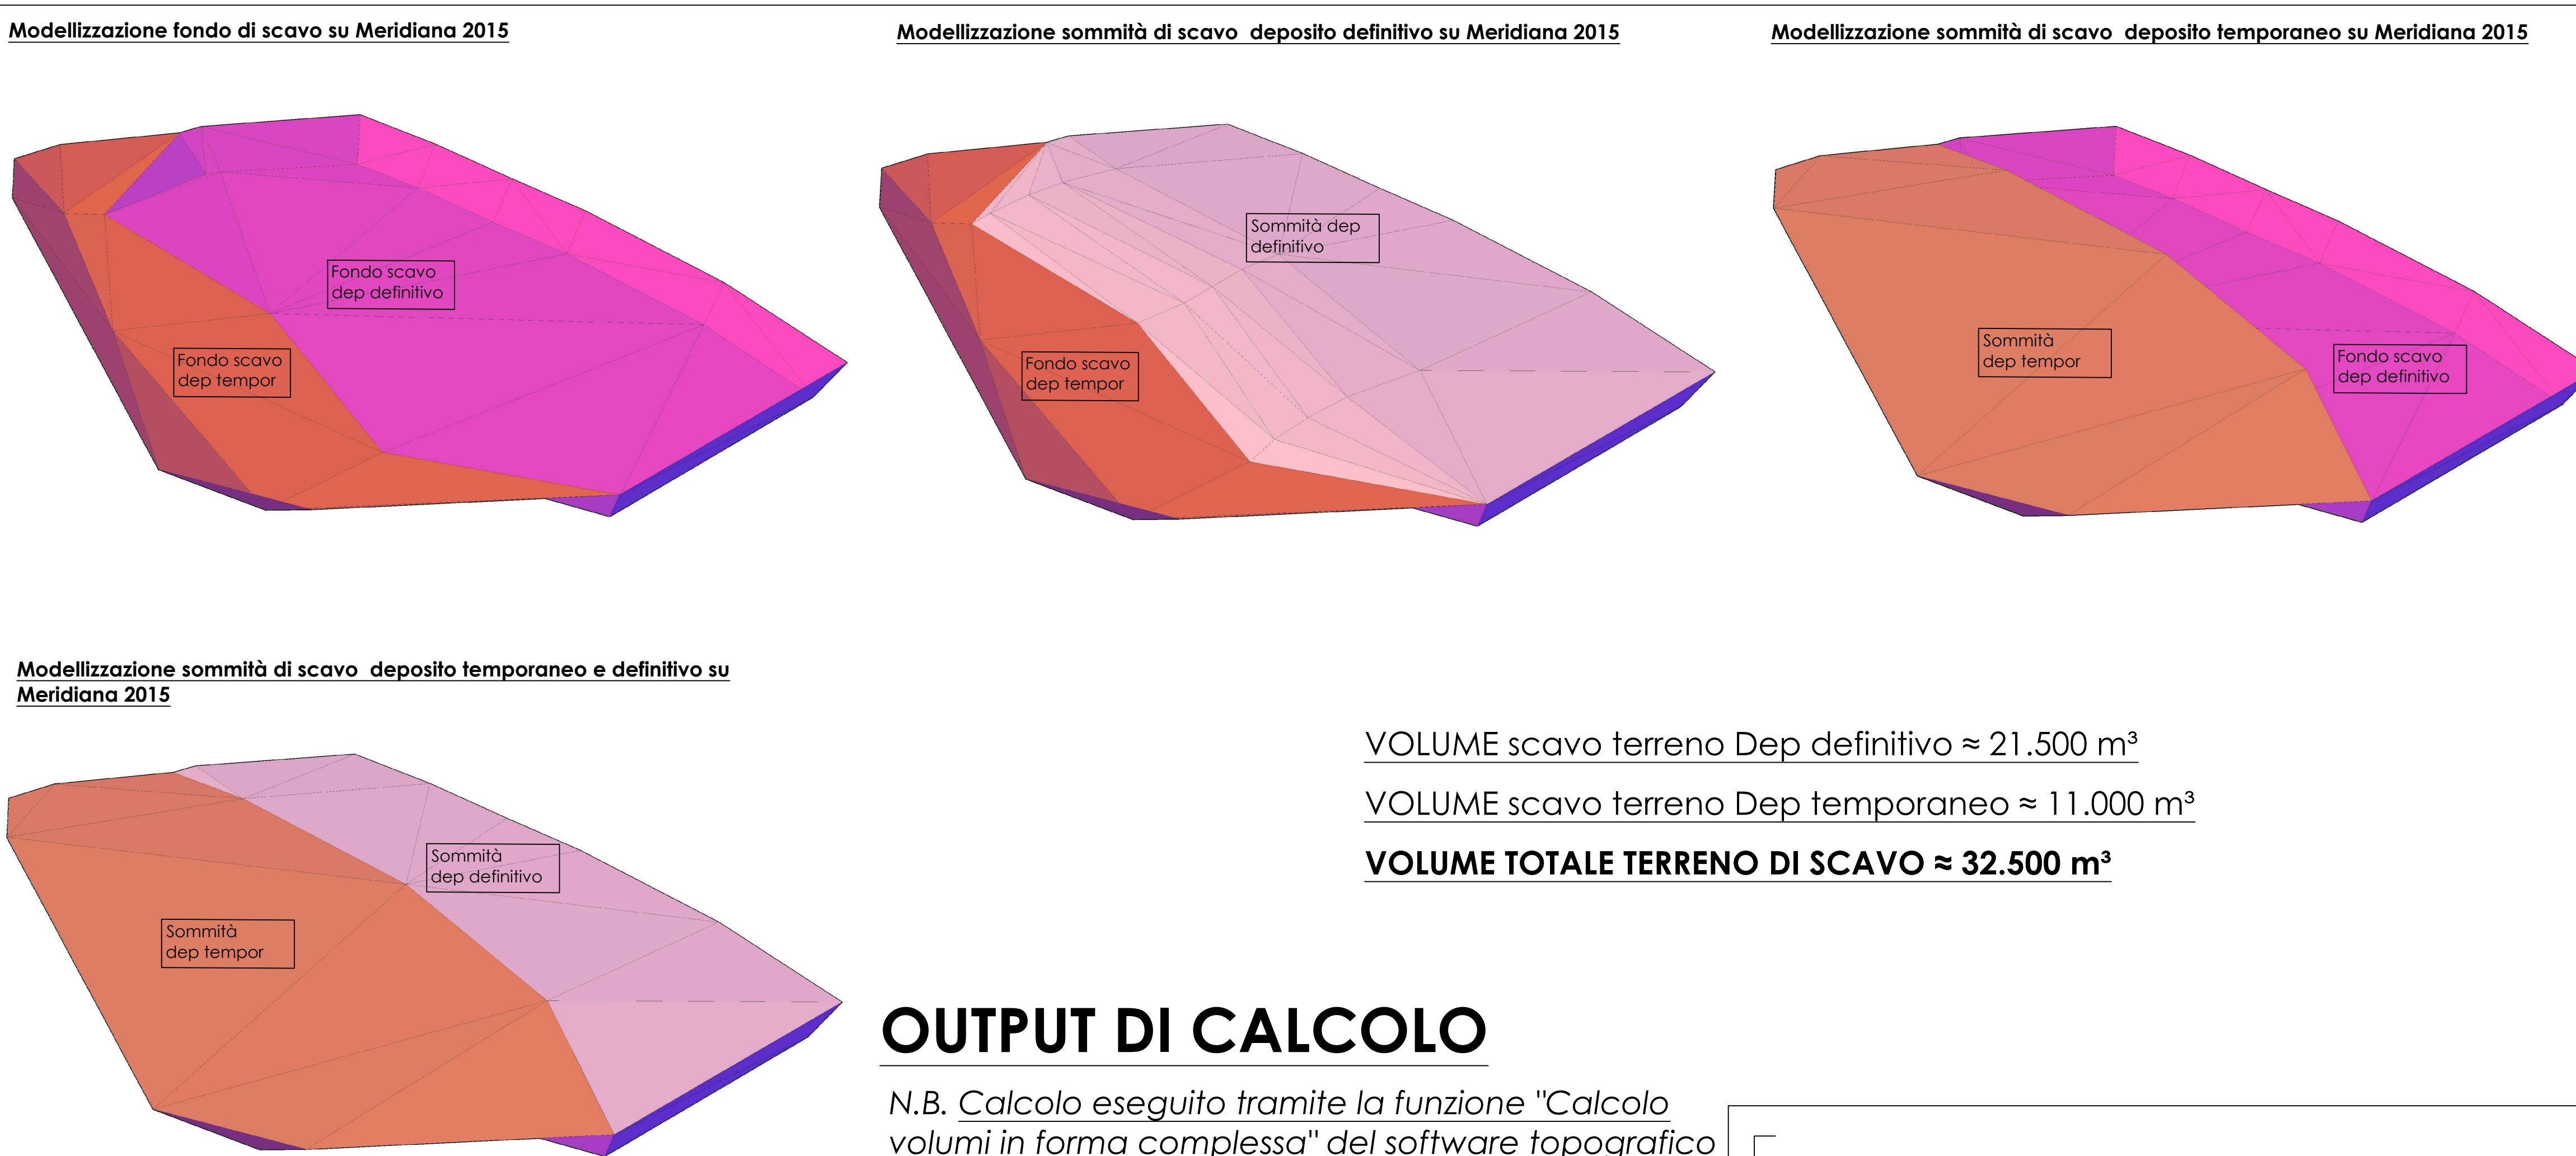 Modellizzazione fondo di scavo su Meridiana 2015
Modellizzazione sommità di scavo  deposito definitivo su Meridiana 2015
Modellizzazione sommità di scavo  deposito temporaneo su Meridiana 2015
Fondo scavo
dep definitivo
Fondo scavo
dep tempor
Sommità dep
definitivo
Fondo scavo
dep tempor
Sommità
dep tempor
Fondo scavo
dep definitivo
Modellizzazione sommità di scavo  deposito temporaneo e definitivo su
Meridiana 2015
Sommità
dep definitivo
Sommità
dep tempor
VOLUME scavo terreno Dep definitivo ≈ 21.500 m³
VOLUME scavo terreno Dep temporaneo ≈ 11.000 m³
VOLUME TOTALE TERRENO DI SCAVO ≈ 32.500 m³
OUTPUT DI CALCOLO
N.B. Calcolo eseguito tramite la funzione "Calcolo
volumi in forma complessa" del software topografico